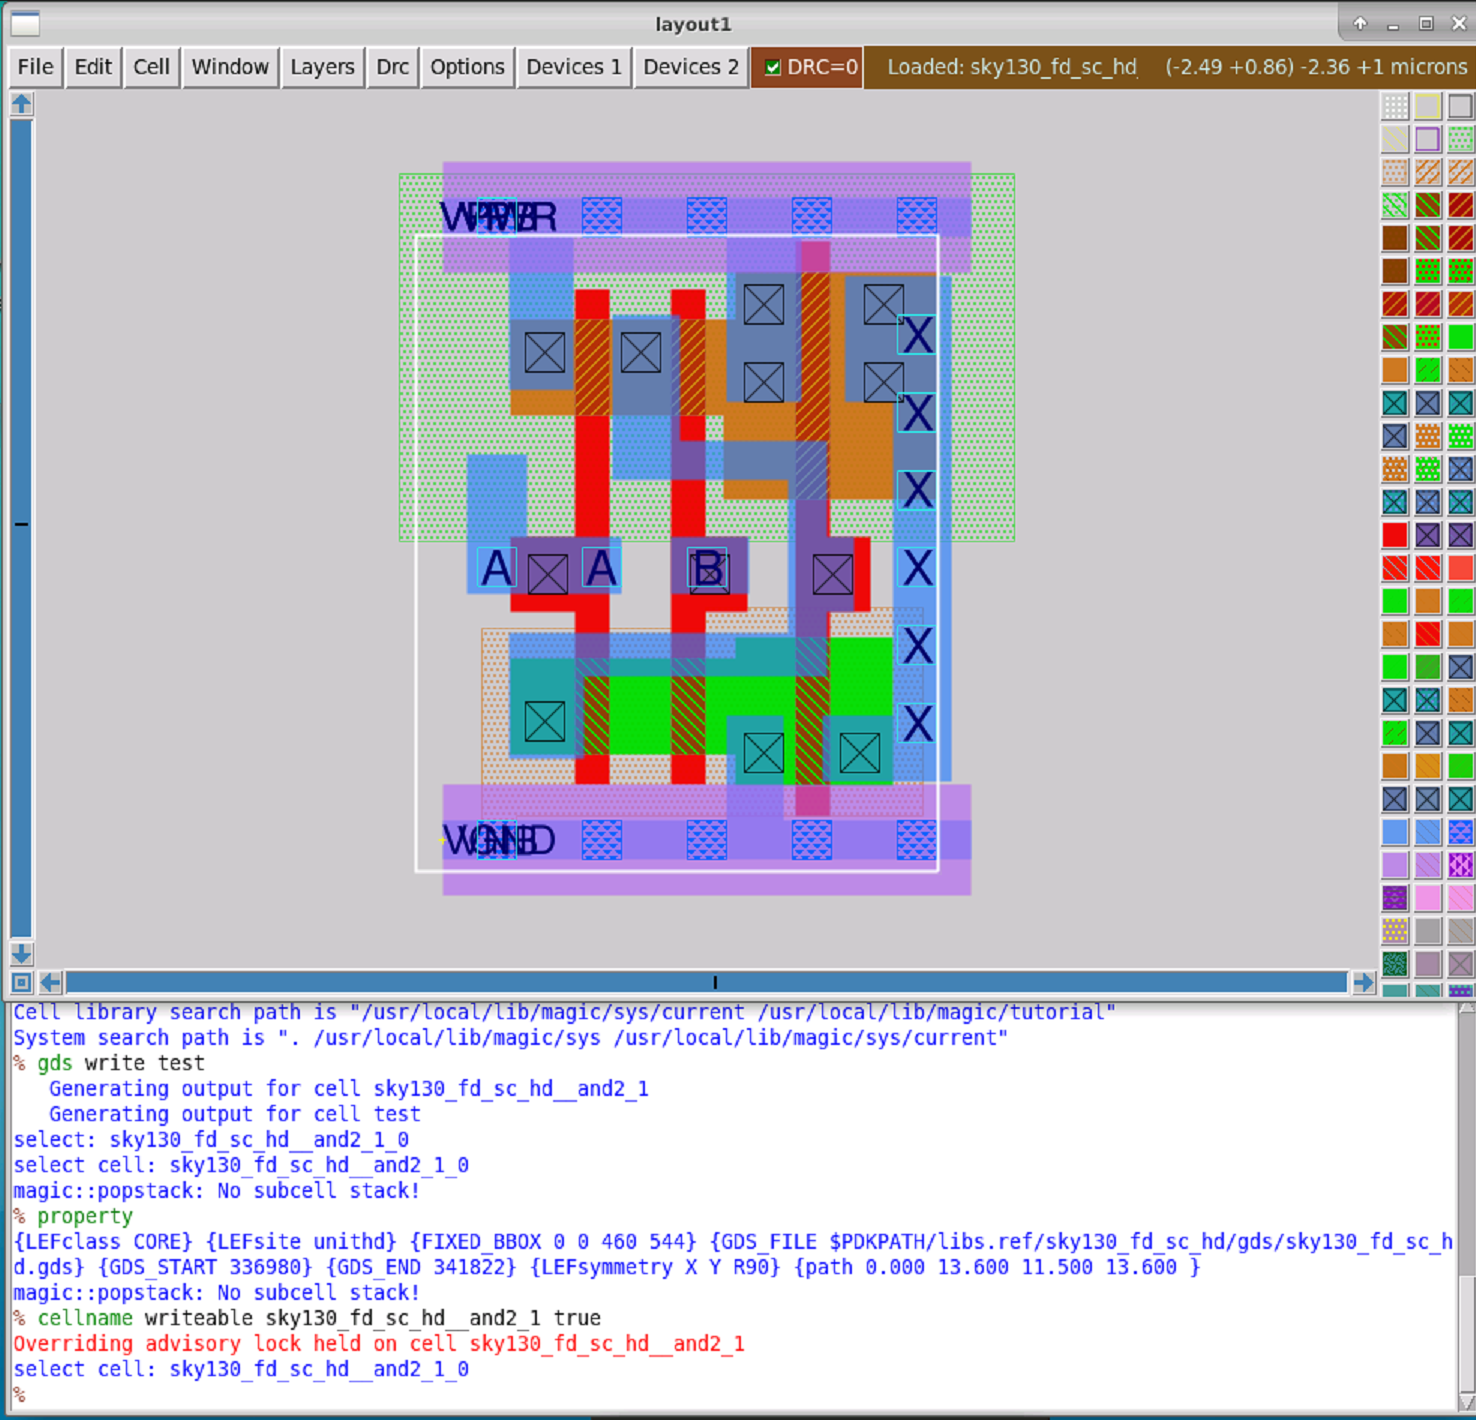 layout1
File Edit Cell Window Layers Drc Options Devices 1 Devices 2 DRC=0 Loaded: sky130_fd_sc_hd (-2.49 +0.86) -2.36 +1 microns
X
X
X
A A B X
X
X
Cell library search path is "/usr/local/lib/magic/sys/current /usr/local/lib/magic/tutorial"
System search path is ". /usr/local/lib/magic/sys /usr/local/lib/magic/sys/current"
% gds write test
Generating output for cell sky130_fd_sc_hd__and2_1
Generating output for cell test
select: sky130_fd_sc_hd__and2_1_0
select cell: sky130_fd_sc_hd__and2_1_0
magic::popstack: No subcell stack!
% property
{LEFclass CORE} {LEFsite unithd} {FIXED_BBOX 0 0 460 544} {GDS_FILE $PDKPATH/libs.ref/sky130_fd_sc_hd/gds/sky130_fd_sc_h
d.gds} {GDS_START 336980} {GDS_END 341822} {LEFsymmetry X Y R90} {path 0.000 13.600 11.500 13.600 }
magic::popstack: No subcell stack!
% cellname writeable sky130_fd_sc_hd__and2_1 true
Overriding advisory lock held on cell sky130_fd_sc_hd__and2_1
select cell: sky130_fd_sc_hd__and2_1_0
%